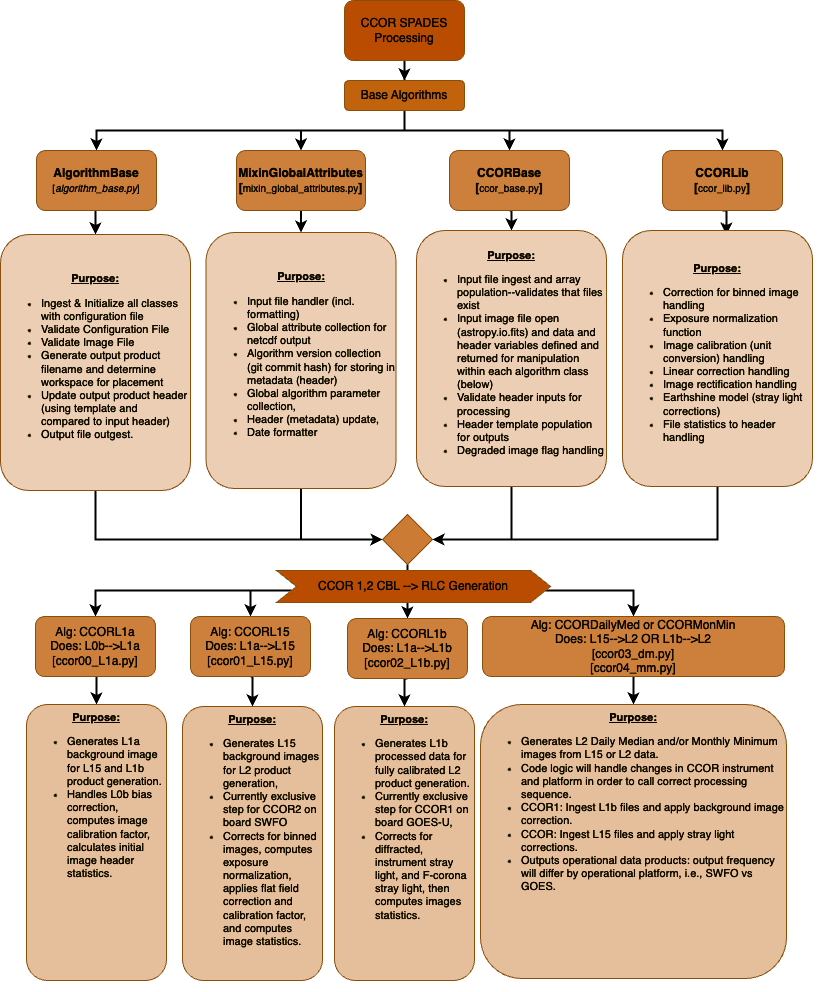 CCOR SPADES
Processing
Base Algorithms
AlgorithmBase
[algorithm_base.py]
MixinGlobalAttributes
[mixin_global_attributes.py]
CCORBase
[ccor_base.py]
CCORLib
[ccor_lib.py]
Purpose:
• Ingest & Initialize all classes
with configuration file
• Validate Configuration File
• Validate Image File
• Generate output product
filename and determine
workspace for placement
• Update output product header
(using template and
compared to input header)
• Output file outgest.
Purpose:
• Input file handler (incl.
formatting)
• Global attribute collection for
netcdf output
• Algorithm version collection
(git commit hash) for storing in
metadata (header)
• Global algorithm parameter
collection,
• Header (metadata) update,
• Date formatter
Purpose:
• Input file ingest and array
population--validates that files
exist
• Input image file open
(astropy.io.fits) and data and
header variables defined and
returned for manipulation
within each algorithm class
(below)
• Validate header inputs for
processing
• Header template population
for outputs
• Degraded image flag handling
Purpose:
• Correction for binned image
handling
• Exposure normalization
function
• Image calibration (unit
conversion) handling
• Linear correction handling
• Image rectification handling
• Earthshine model (stray light
corrections)
• File statistics to header
handling
CCOR 1,2 CBL --> RLC Generation
Alg: CCORL1a
Does: L0b-->L1a
[ccor00_L1a.py]
Alg: CCORL15
Does: L1a-->L15
[ccor01_L15.py]
Alg: CCORL1b
Does: L1a-->L1b
[ccor02_L1b.py]
Alg: CCORDailyMed or CCORMonMin
Does: L15-->L2 OR L1b-->L2
[ccor03_dm.py]
[ccor04_mm.py]
Purpose:
• Generates L1a
background image
for L15 and L1b
product generation.
• Handles L0b bias
correction,
computes image
calibration factor,
calculates initial
image header
statistics.
Purpose:
• Generates L15
background images
for L2 product
generation,
• Currently exclusive
step for CCOR2 on
board SWFO
• Corrects for binned
images, computes
exposure
normalization,
applies flat field
correction and
calibration factor,
and computes
image statistics.
Purpose:
• Generates L1b
processed data for
fully calibrated L2
product generation.
• Currently exclusive
step for CCOR1 on
board GOES-U,
• Corrects for
diffracted,
instrument stray
light, and F-corona
stray light, then
computes images
statistics.
Purpose:
• Generates L2 Daily Median and/or Monthly Minimum
images from L15 or L2 data.
• Code logic will handle changes in CCOR instrument
and platform in order to call correct processing
sequence.
• CCOR1: Ingest L1b files and apply background image
correction.
• CCOR: Ingest L15 files and apply stray light
corrections.
• Outputs operational data products: output frequency
will differ by operational platform, i.e., SWFO vs
GOES.